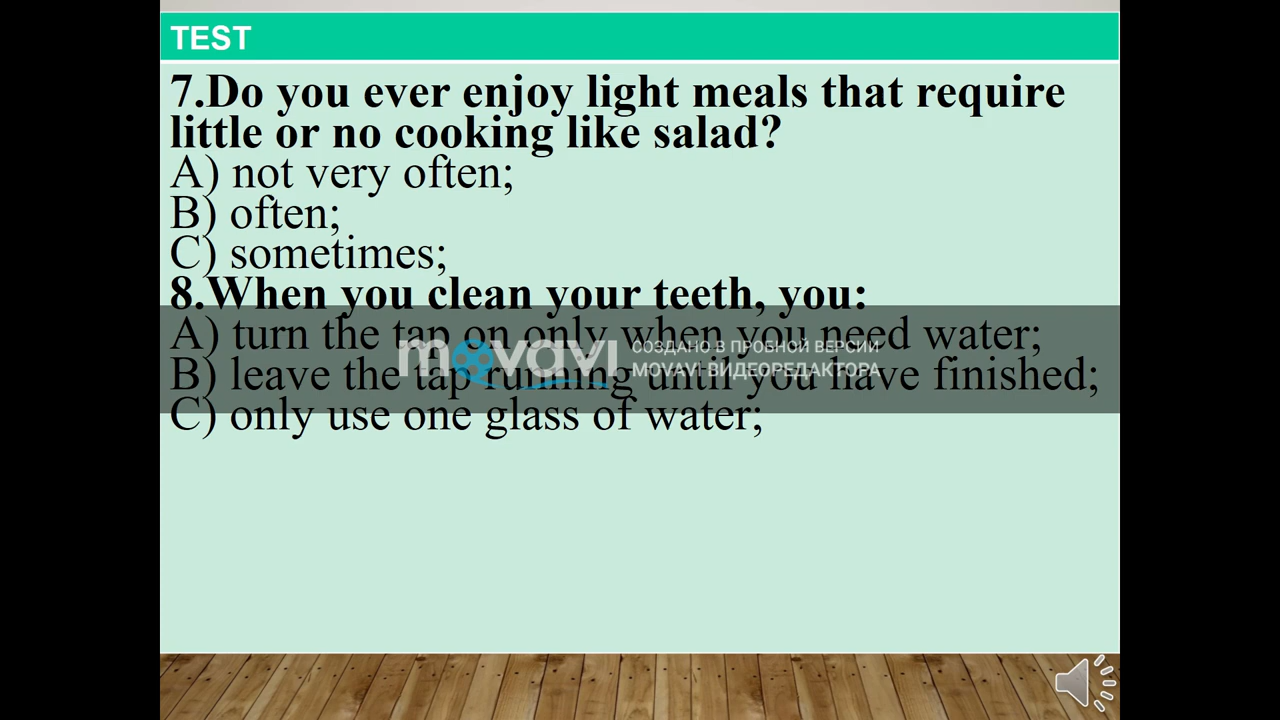 TEST
7.Do you ever enjoy light meals that require
little or no cooking like salad?
A) not very often;
B) often;
C) sometimes;
8.When you clean your teeth, you:
A) turn the tap on only when you need water;
B) leave the tap running until you have finished;
C) only use one glass of water;
movavi
СОЗДАНО В ПРОБНОЙ ВЕРСИИ
MOVAVI ВИДЕОРЕДАКТОРА